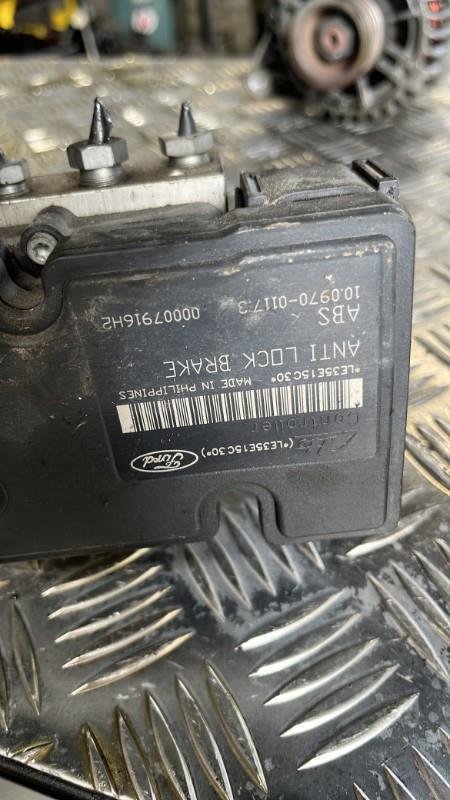 Ate (*LE35E15C30*) Ford
Controller
*LE35E15C30* MADE IN PHILIPPINES
ANTI LOCK BRAKE
ABS
10.0970-0117.3 00007916H2